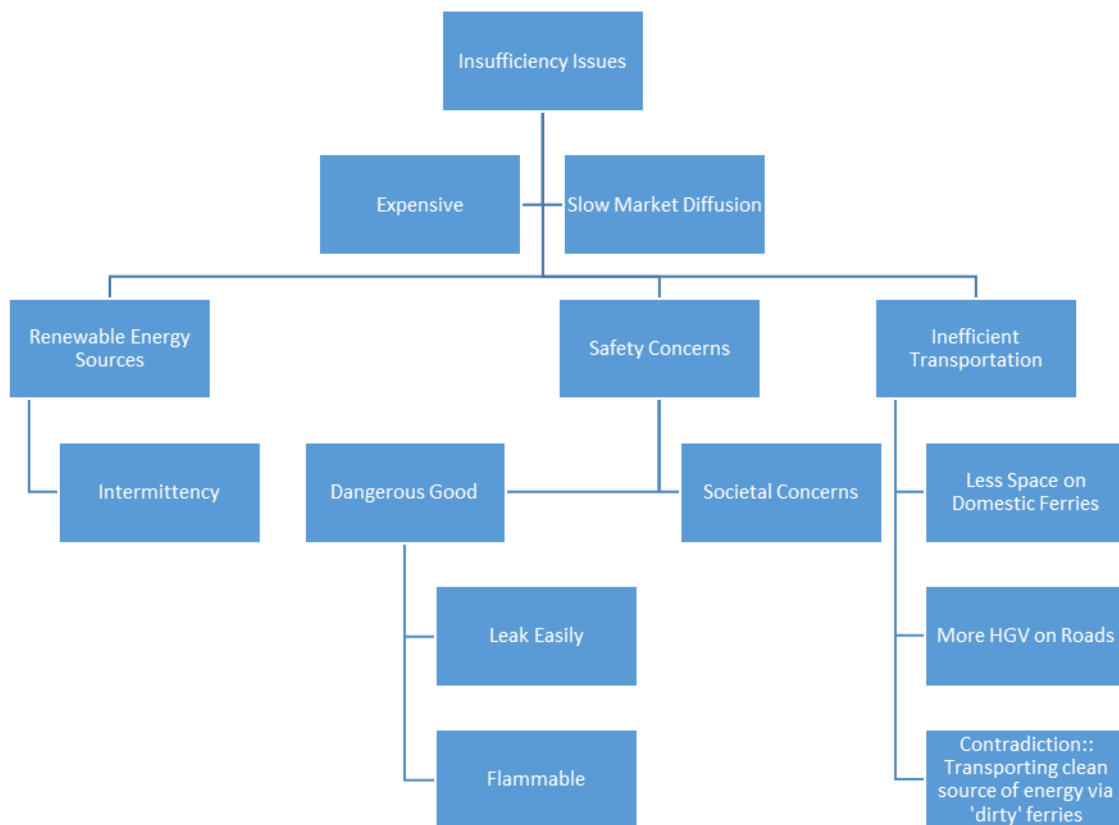 Insufficiency Issues
Expensive
Slow Market Diffusion
Renewable Energy
Sources
Safety Concerns
Inefficient
Transportation
Intermittency
Dangerous Good
Societal Concerns
Less Space on
Domestic Ferries
Leak Easily
More HGV on Roads
Flammable
Contradiction::
Transporting clean
source of energy via
'dirty' ferries